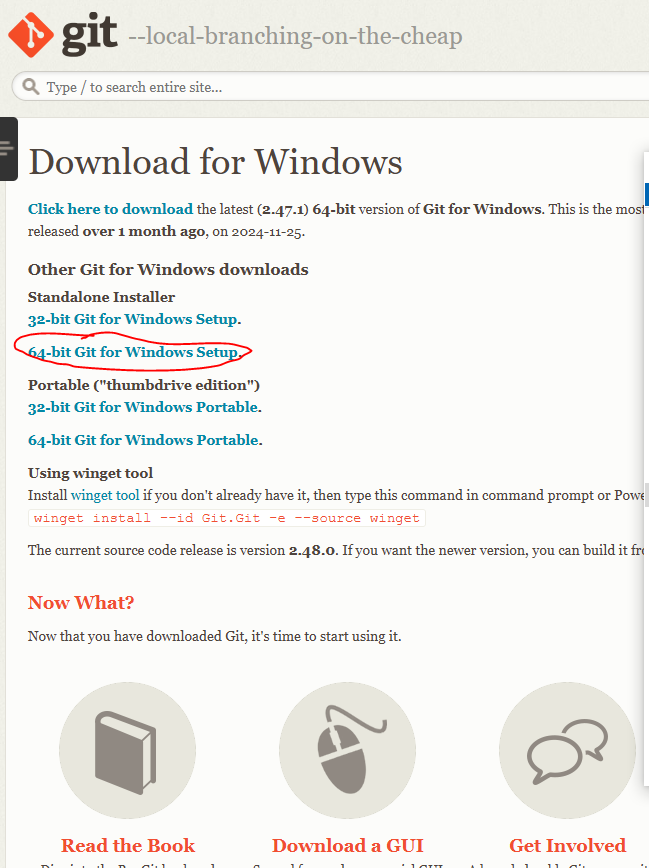 git --local-branching-on-the-cheap
Type / to search entire site...
Download for Windows
Click here to download the latest (2.47.1) 64-bit version of Git for Windows. This is the most
released over 1 month ago, on 2024-11-25.
Other Git for Windows downloads
Standalone Installer
32-bit Git for Windows Setup.
64-bit Git for Windows Setup.
Portable ("thumbdrive edition")
32-bit Git for Windows Portable.
64-bit Git for Windows Portable.
Using winget tool
Install winget tool if you don't already have it, then type this command in command prompt or Powe
winget install --id Git.Git -e --source winget
The current source code release is version 2.48.0. If you want the newer version, you can build it fro
Now What?
Now that you have downloaded Git, it's time to start using it.
Read the Book
Download a GUI
Get Involved